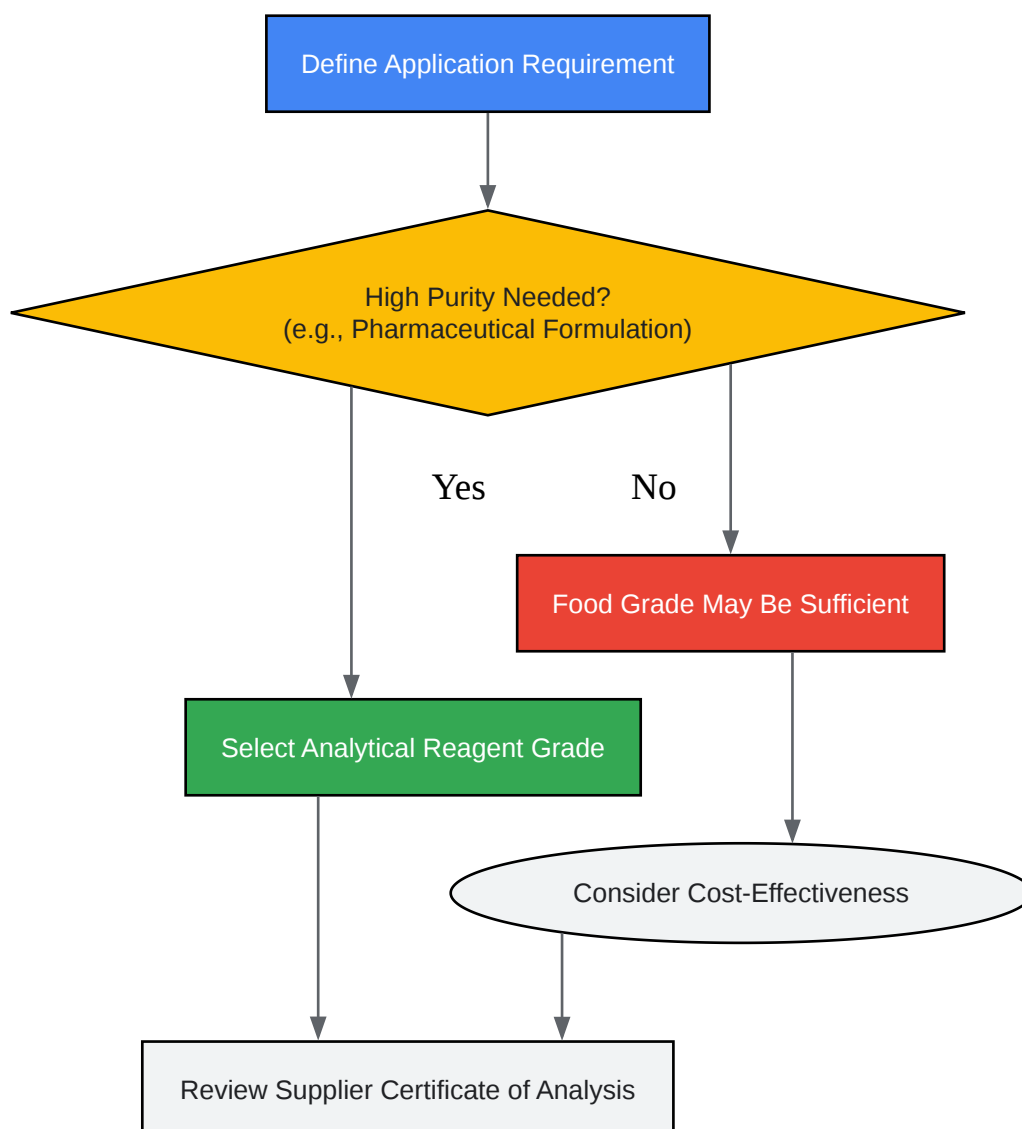 Define Application Requirement
High Purity Needed?
(e.g., Pharmaceutical Formulation)
Yes
No
Food Grade May Be Sufficient
Select Analytical Reagent Grade
Consider Cost-Effectiveness
Review Supplier Certificate of Analysis